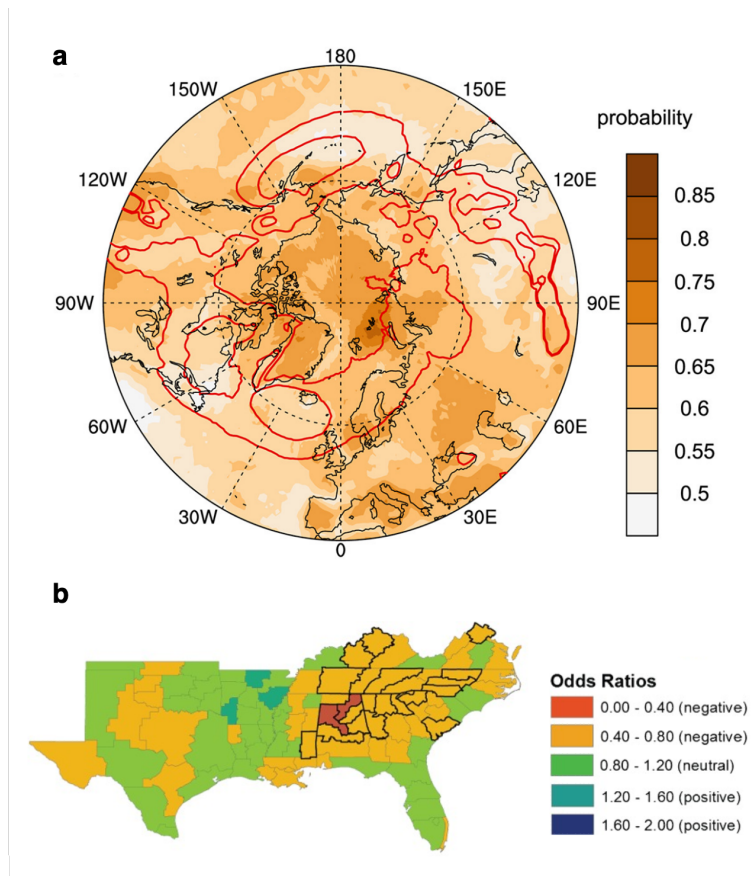 a
180
150W
150E
probability
120W
120E
0.85
0.8
0.75
90W
90E
0.7
0.65
0.6
60W
60E
0.55
0.5
30W
30E
0
b
Odds Ratios
0.00 - 0.40 (negative)
0.40 - 0.80 (negative)
0.80 - 1.20 (neutral)
1.20 - 1.60 (positive)
1.60 - 2.00 (positive)